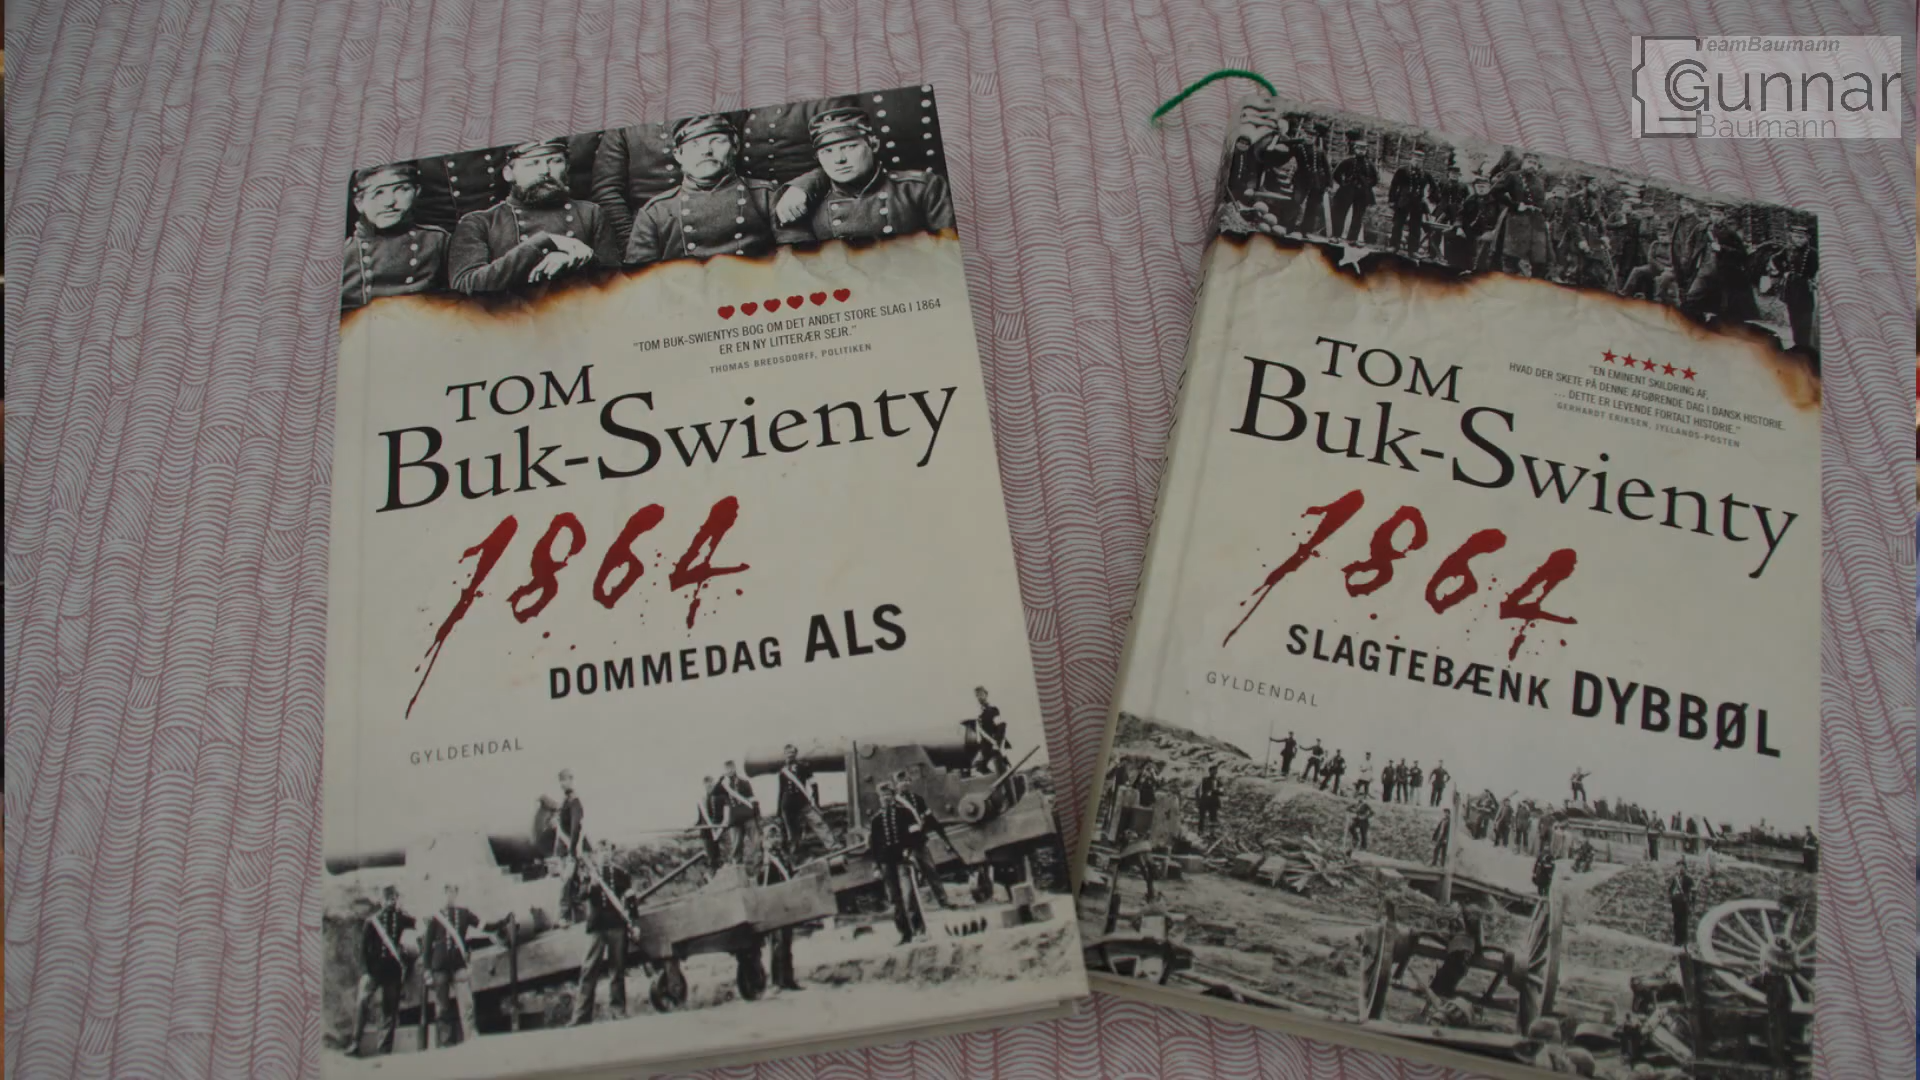 TeamBaumann
Gunnar
Baumann
"TOM BUK-SWIENTYS BOG OM DET ANDET STORE SLAG I 1864
ER EN NY LITTERÆR SEJR."
THOMAS BREDSDORFF, POLITIKEN
TOM
BUK-SWIENTY
1864
DOMMEDAG ALS
GYLDENDAL
"EN EMINENT SKILDRING AF,
HVAD DER SKETE PÅ DENNE AFGØRENDE DAG I DANSK HISTORIE.
... DETTE ER LEVENDE FORTALT HISTORIE."
GERHARDT ERIKSEN, JYLLANDS-POSTEN
TOM
BUK-SWIENTY
1864
SLAGTEBÆNK DYBBØL
GYLDENDAL